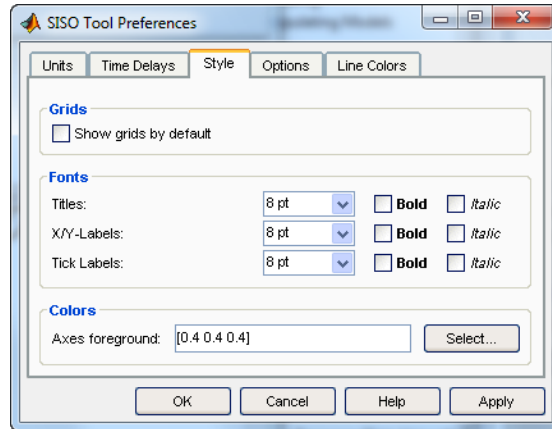 SISO Tool Preferences
Units Time Delays Style Options Line Colors
Grids
Show grids by default
Fonts
Titles: 8 pt Bold Italic
X/Y-Labels: 8 pt Bold Italic
Tick Labels: 8 pt Bold Italic
Colors
Axes foreground: [0.4 0.4 0.4] Select...
OK Cancel Help Apply